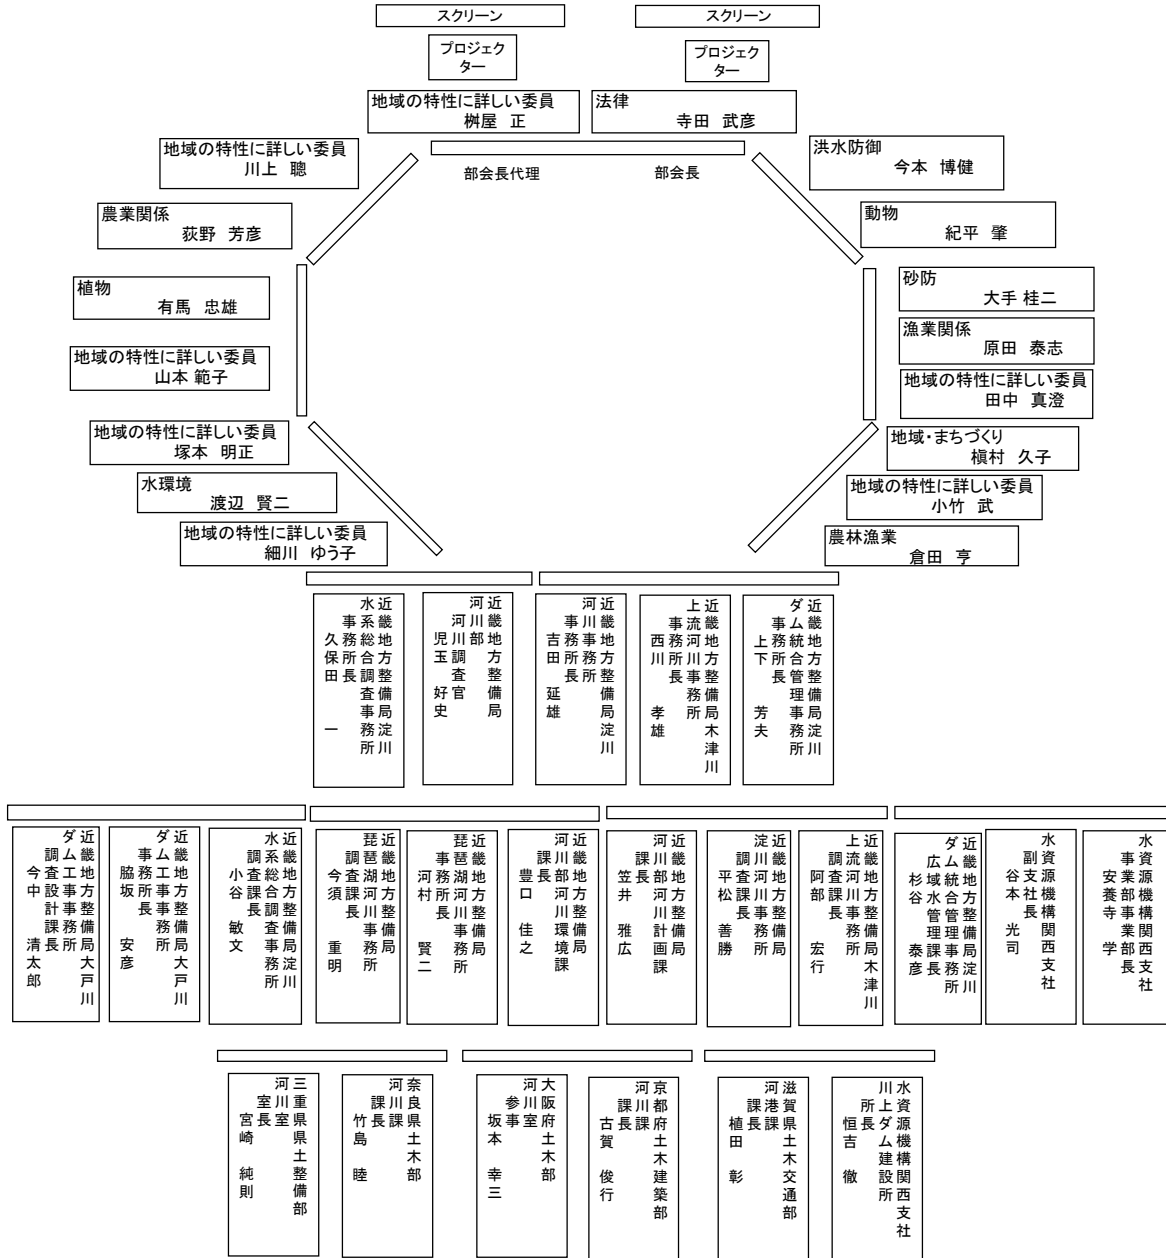 スクリーン
スクリーン
プロジェク
ター
プロジェク
ター
地域の特性に詳しい委員
桝屋 正
法律
寺田 武彦
部会長代理
部会長
地域の特性に詳しい委員
川上 聰
洪水防御
今本 博健
農業関係
荻野 芳彦
動物
紀平 肇
植物
有馬 忠雄
砂防
大手 桂二
漁業関係
原田 泰志
地域の特性に詳しい委員
山本 範子
地域の特性に詳しい委員
田中 真澄
地域の特性に詳しい委員
塚本 明正
地域・まちづくり
槇村 久子
水環境
渡辺 賢二
地域の特性に詳しい委員
小竹 武
地域の特性に詳しい委員
細川 ゆう子
農林漁業
倉田 亨
近畿地方整備局淀川
水系総合調査事務所
事務所長
久保田 一
近畿地方整備局
河川部
河川調査官
児玉 好史
近畿地方整備局淀川
河川事務所
事務所長
吉田 延雄
近畿地方整備局木津川
上流河川事務所
事務所長
西川 孝雄
近畿地方整備局淀川
ダム統合管理事務所
事務所長
上下 芳夫
近畿地方整備局大戸川
ダム工事事務所
調査設計課長
今中 清太郎
近畿地方整備局大戸川
ダム工事事務所
事務所長
脇坂 安彦
近畿地方整備局淀川
水系総合調査事務所
調査課長
小谷 敏文
近畿地方整備局
琵琶湖河川事務所
調査課長
今須 重明
近畿地方整備局
琵琶湖河川事務所
事務所長
河村 賢二
近畿地方整備局
河川部河川環境課
課長
豊口 佳之
近畿地方整備局
河川部河川計画課
課長
笠井 雅広
近畿地方整備局
淀川河川事務所
調査課長
平松 善勝
近畿地方整備局木津川
上流河川事務所
調査課長
阿部 宏行
近畿地方整備局淀川
ダム統合管理事務所
広域水管理課長
杉谷 泰彦
水資源機構関西支社
副支社長
谷本 光司
水資源機構関西支社
事業部事業部長
安養寺 学
三重県県土整備部
河川室
室長
宮崎 純則
奈良県土木部
河川課
課長
竹島 睦
大阪府土木部
河川室
参事
坂本 幸三
京都府土木建築部
河川課
課長
古賀 俊行
滋賀県土木交通部
河港課
課長
植田 彰
水資源機構関西支社
川上ダム建設所
所長
恒吉 徹